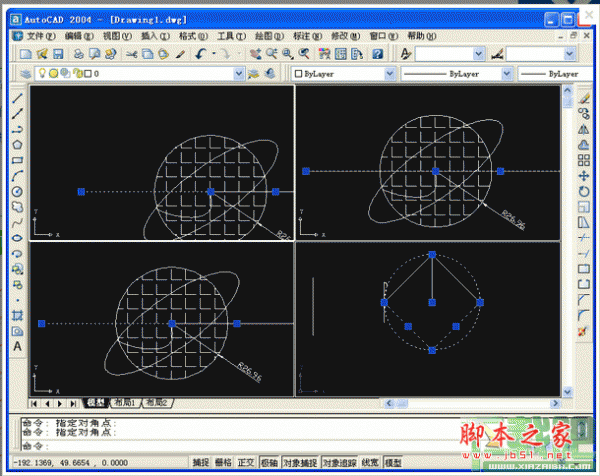 AutoCAD 2004 - [Drawing1.dwg]
文件(F) 编辑(E) 视图(V) 插入(I) 格式(O) 工具(T) 绘图(D) 标注(N) 修改(M) 窗口(W) 帮助(H)
0 ByLayer ByLayer ByLayer
R26
R26.96
R26.96
Y
X
Y
X
Y
X
模型 布局1 布局2
命令: 指定对角点:
命令: 指定对角点:
命令:
-192.1369, 49.6654 , 0.0000 捕捉 栅格 正交 极轴 对象捕捉 对象追踪 线宽 模型
脚本之家
www.jb51.net
www.xiazaiba.com